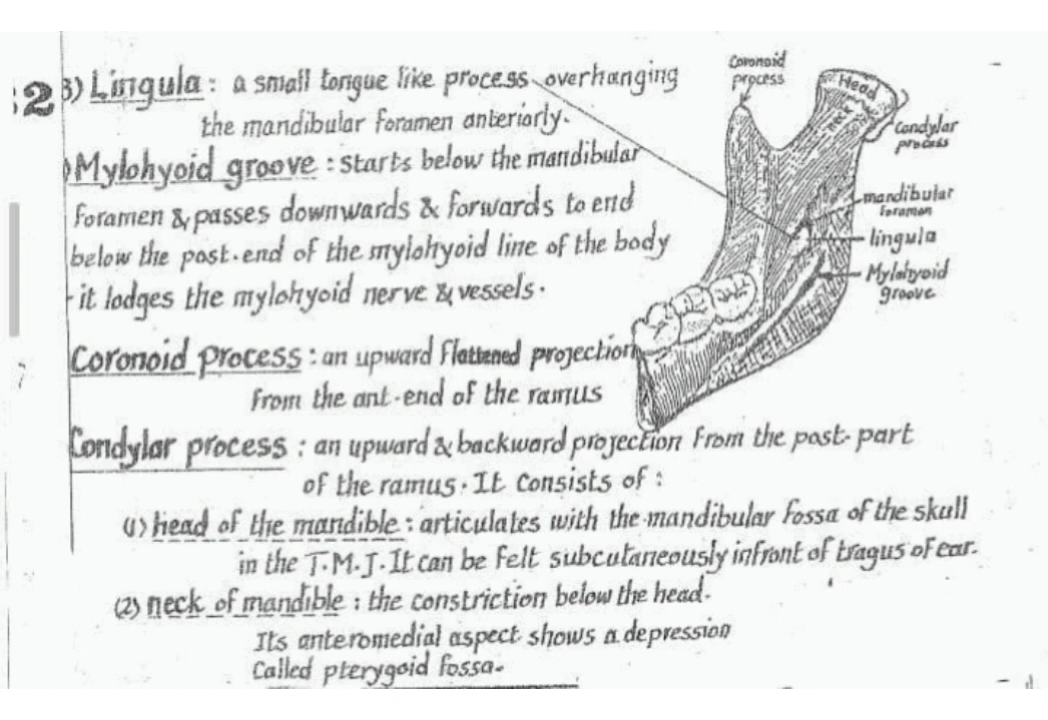 :2
3) Lingula : a small tongue like process overhanging
the mandibular foramen anteriorly.
) Mylohyoid groove : starts below the mandibular
foramen & passes downwards & forwards to end
below the post. end of the mylohyoid line of the body
- it lodges the mylohyoid nerve & vessels.
Coronoid process : an upward flattened projection
from the ant. end of the ramus
Condylar process : an upward & backward projection from the post. part
of the ramus. It consists of :
(1) head of the mandible : articulates with the mandibular fossa of the skull
in the T.M.J. It can be felt subcutaneously infront of tragus of ear.
(2) neck of mandible : the constriction below the head.
Its anteromedial aspect shows a depression
Called pterygoid fossa.
Coronoid
process
Head
neck
Condylar
process
mandibular
foramen
lingula
Mylohyoid
groove